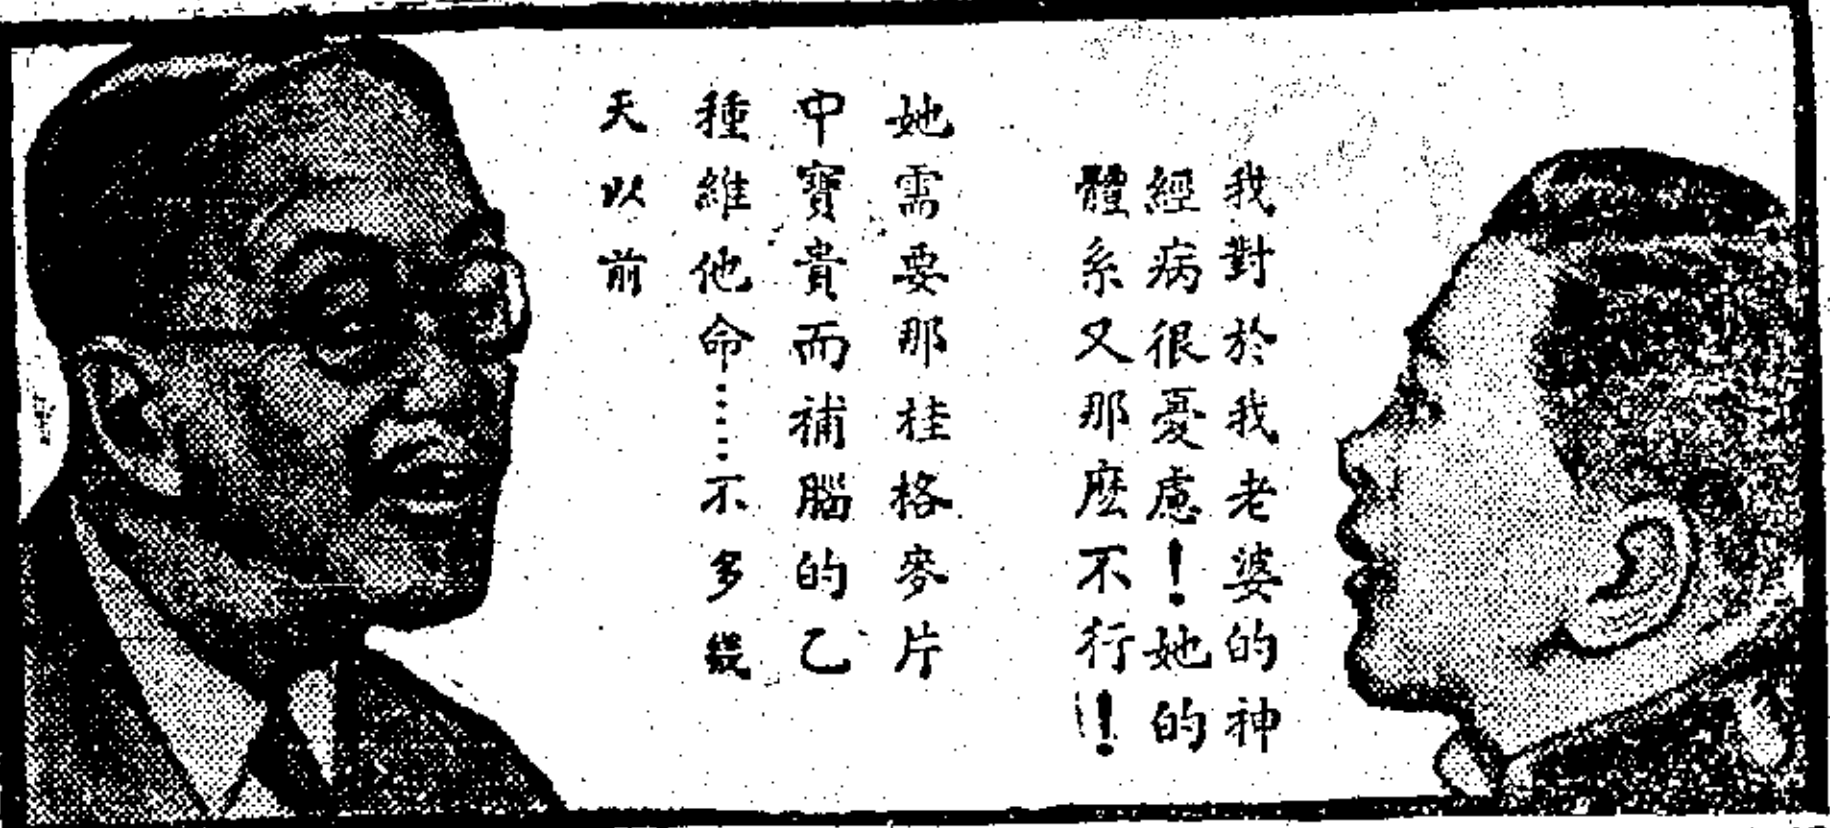 我對於我老婆的神
經病很憂慮！她的
體系又那麽不行！
她需要那桂格麥片
中寶貴而補腦的乙
種維他命……不多幾
天以前